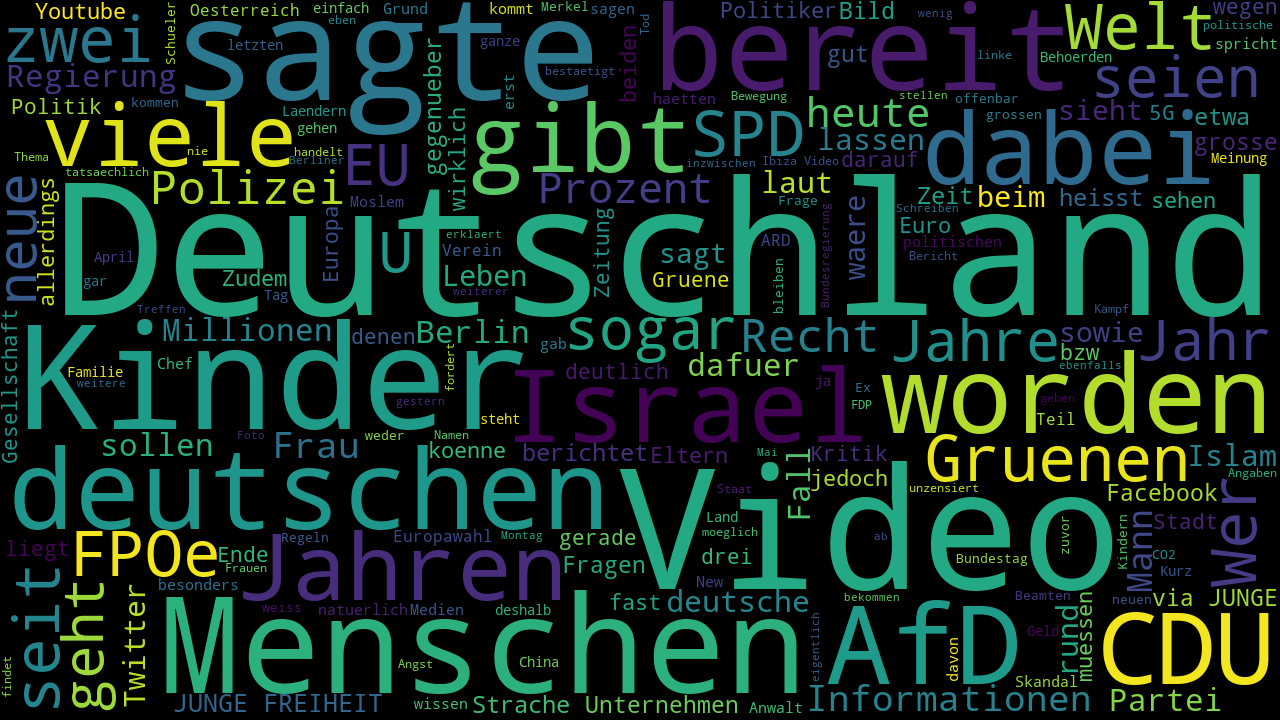 Youtube
Oesterreich
einfach
Grund
kommt
Merkel
sagen
Tod
Politiker
Bild
wenig
Welt
wegen
politische
spricht
zwei
Schueler
letzten
sagte
eben
ganze
bestaetigt
beiden
bereit
gut
linke
Behoerden
Regierung
seien
Politik
kommen
Laendern
gehen
gegenueber
erst
haetten
Bewegung
stellen
offenbar
heute
grossen
sieht
5G
etwa
viele
nie
handelt
Berliner
wirklich
gibt
SPD
lassen
dabei
grosse
Thema
tatsaechlich
EU
inzwischen
Ibiza Video
darauf
Meinung
neue
allerdings
Polizei
Moslem
Prozent
laut
Frage
Zeit
beim
heisst
sehen
Schreiben
Deutschland
April
gar
Zudem
Tag
Europa
U
erklaert
Verein
Leben
weiterer
Zeitung
sagt
Gruene
ARD
bleiben
Bundesregierung
waere
Euro
politischen
Bericht
Treffen
Kampf
Gesellschaft
Kinder
Millionen
denen
Berlin
gab
sogar
Recht
Jahre
sowie
Jahr
Familie
weitere
Chef
fordert
deutlich
dafuer
bzw
ebenfalls
gestern
steht
Israel
ja
Ex
FDP
worden
geben
Teil
sollen
Foto
Frau
weder
Namen
koenne
berichtet
Eltern
Mai
Fall
Kritik
jedoch
Gruenen
Islam
Angaben
deutschen
Video
Staat
unzensiert
Facebook
Wer
liegt
FPOe
Ende
Frauen
Regeln
Europawahl
Montag
gerade
Land
moeglich
drei
ab
Bundestag
zuvor
Kindern
Mann
Stadt
CO2
Kurz
seit
geht
Twitter
besonders
Jahren
Fragen
New
weiss
natuerlich
Medien
deshalb
fast
deutsche
bekommen
Beamten
neuen
via
JUNGE
findet
Menschen
Angst
China
eigentlich
AfD
davon
Geld
rund
muessen
CDU
Skandal
JUNGE FREIHEIT
wissen
Strache
Unternehmen
Anwalt
Informationen
Partei